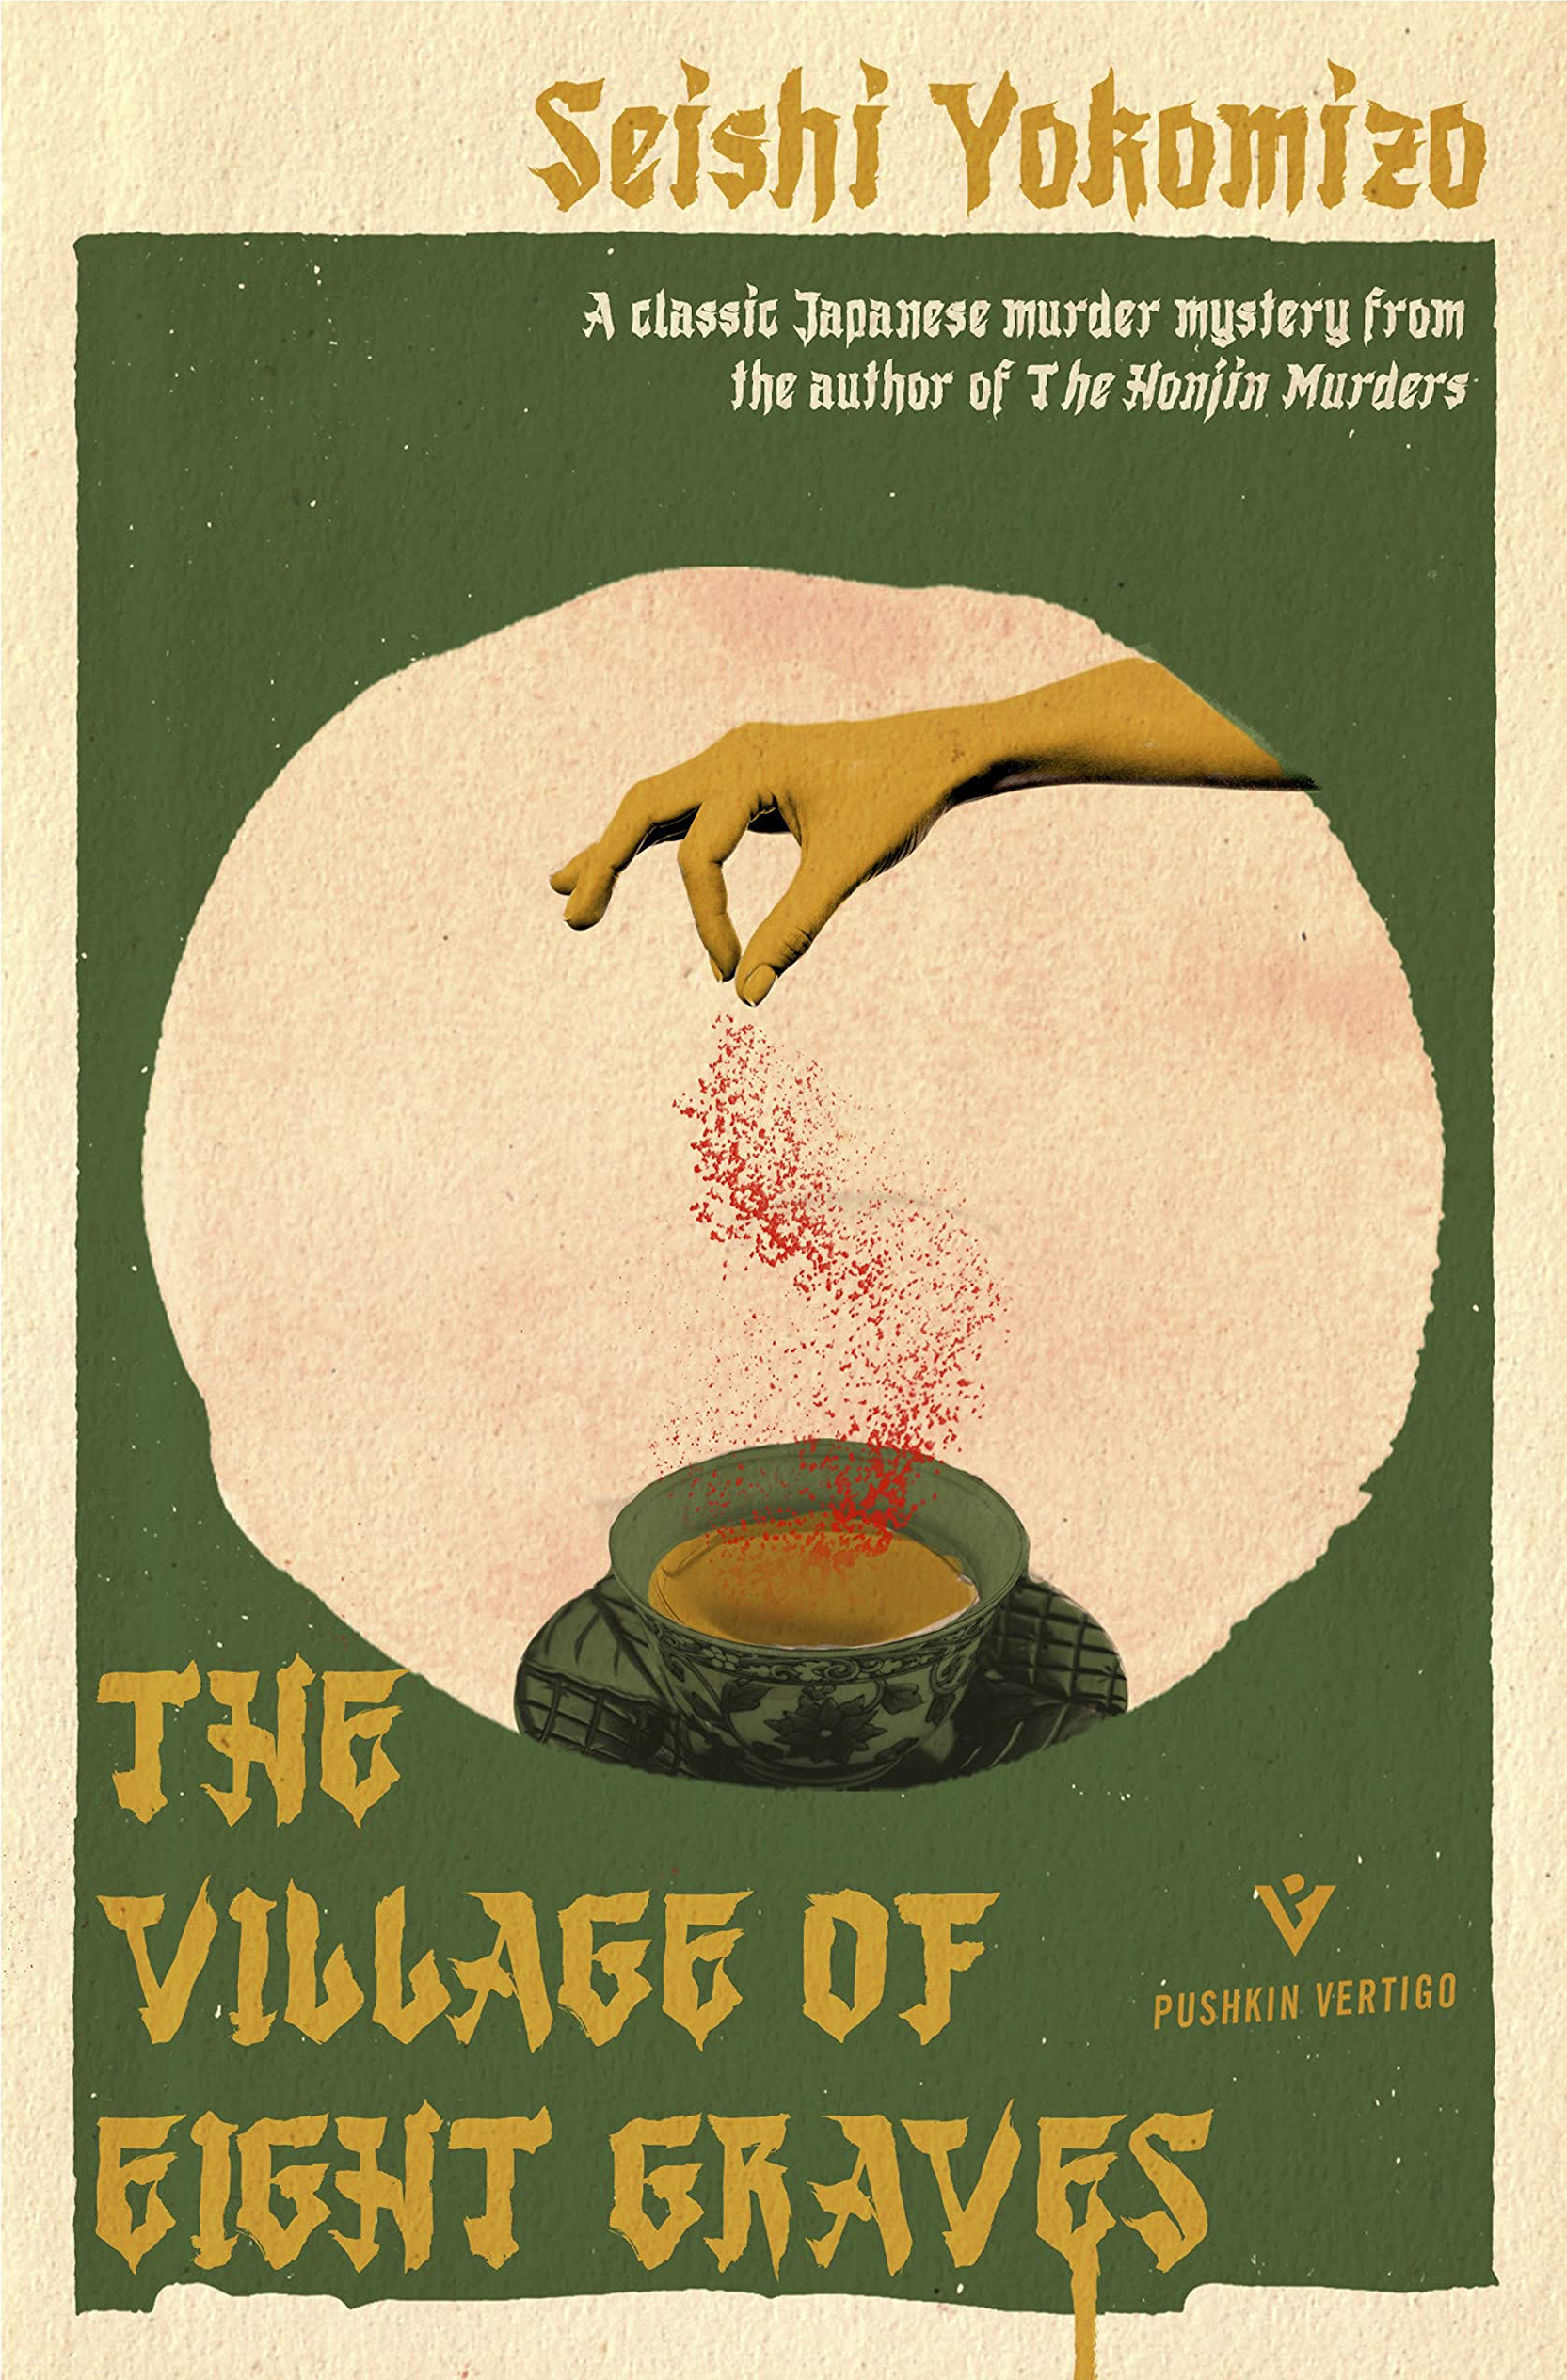 Seishi Yokomizo
A classic Japanese murder mystery from
the author of The Honjin Murders
THE
VILLAGE OF
PUSHKIN VERTIGO
EIGHT GRAVES